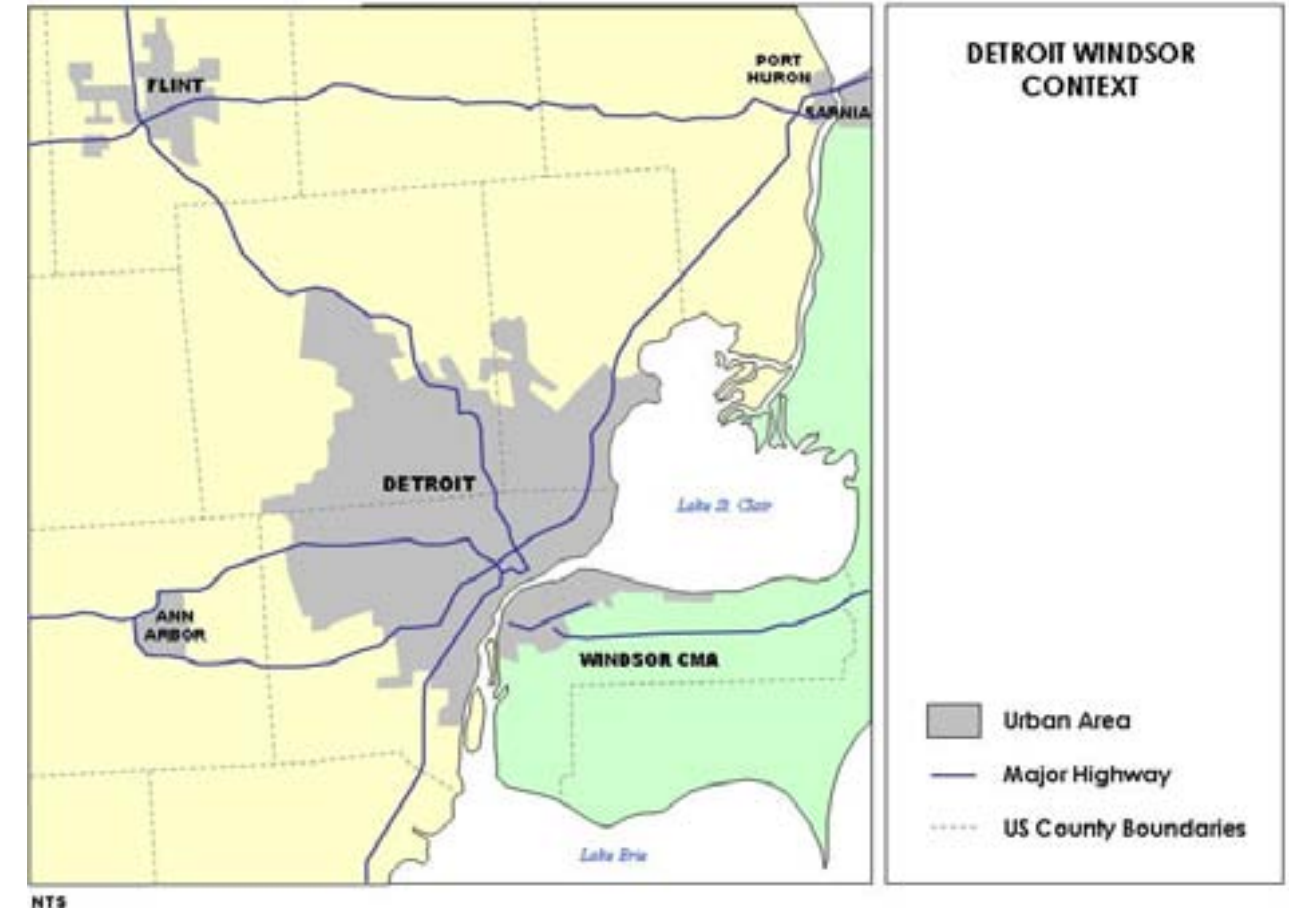 FLINT
PORT
HURON
SARNIA
DETROIT
Lake St. Clair
ANN
ARBOR
WINDSOR CMA
Lake Erie
NTS
DETROIT WINDSOR
CONTEXT
Urban Area
Major Highway
US County Boundaries